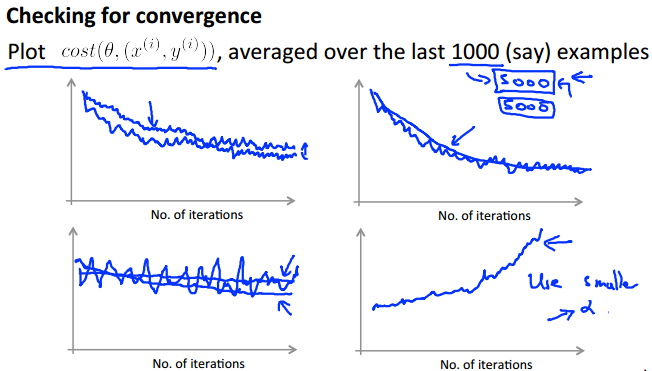 Checking for convergence
Plot cost(θ, (x⁽ⁱ⁾, y⁽ⁱ⁾)), averaged over the last 1000 (say) examples
5000
5000
No. of iterations
No. of iterations
Use smaller
→ α.
No. of iterations
No. of iterations